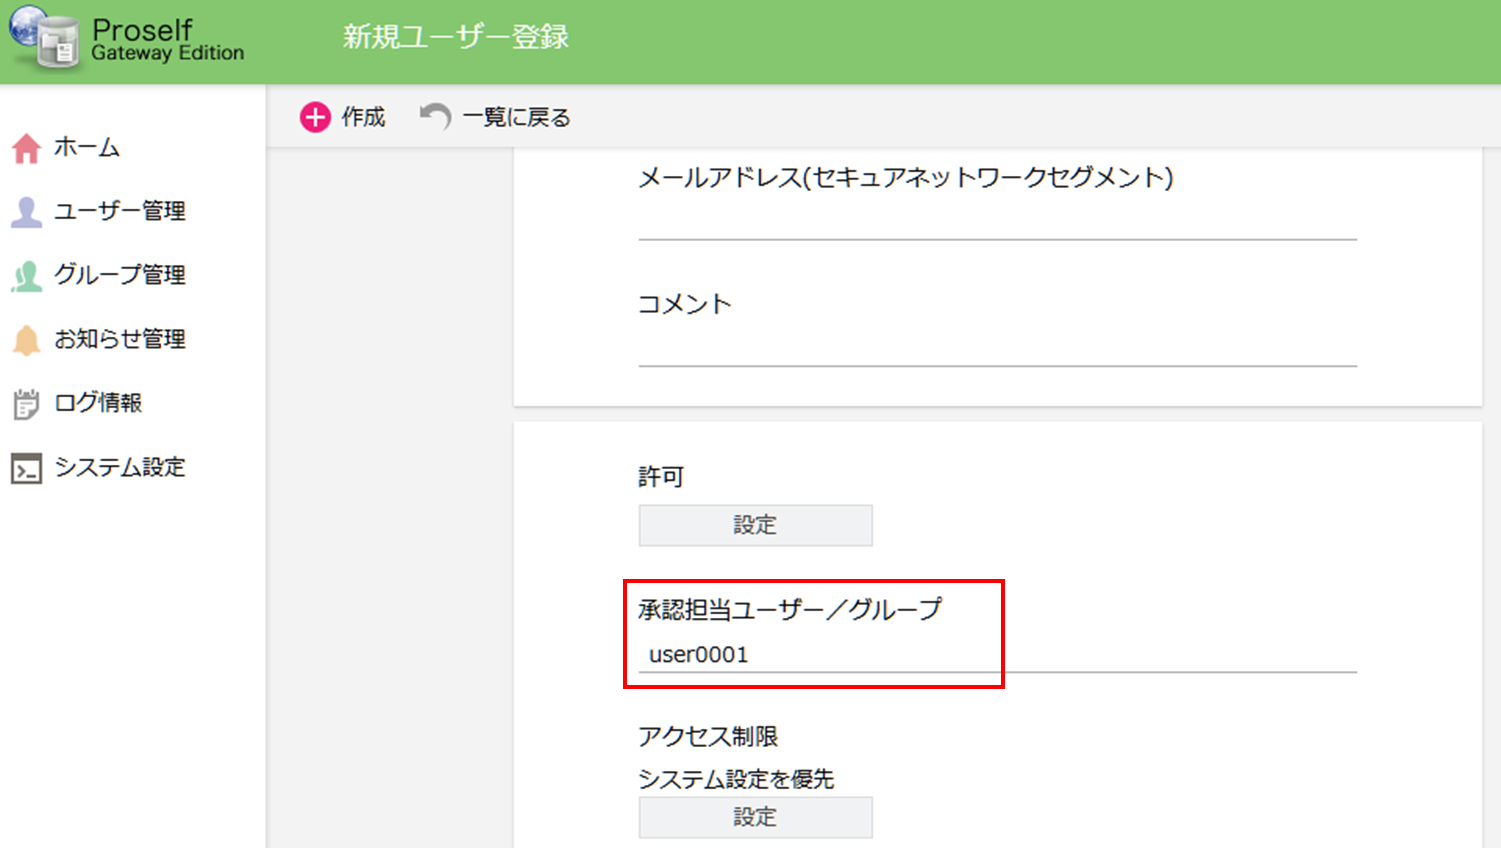 Proself
Gateway Edition
新規ユーザー登録
作成
一覧に戻る
ホーム
ユーザー管理
グループ管理
お知らせ管理
ログ情報
システム設定
メールアドレス(セキュアネットワークセグメント)
コメント
許可
設定
承認担当ユーザー／グループ
user0001
アクセス制限
システム設定を優先
設定